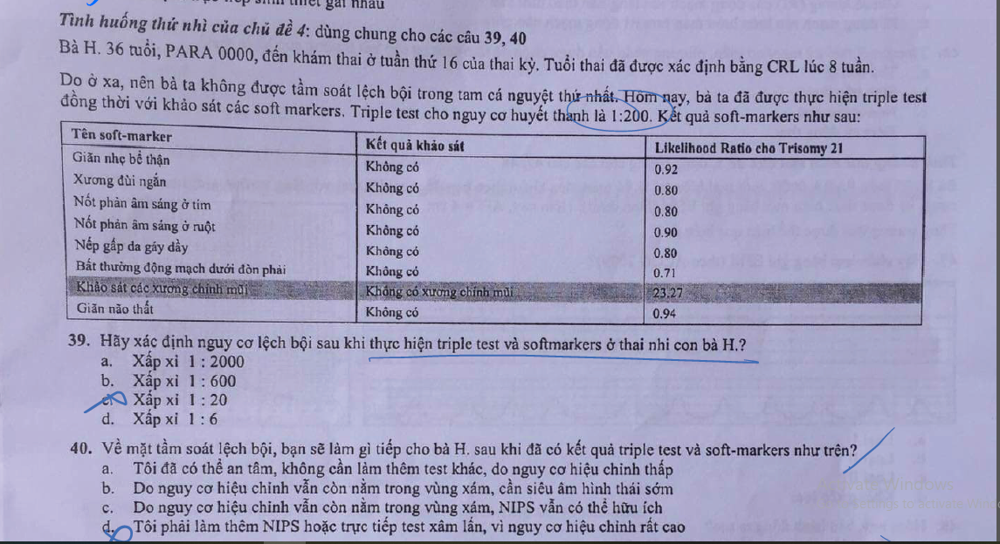 gai nhau
Tình huống thứ nhì của chủ đề 4: dùng chung cho các câu 39, 40
Bà H. 36 tuổi, PARA 0000, đến khám thai ở tuần thứ 16 của thai kỳ. Tuổi thai đã được xác định bằng CRL lúc 8 tuần.
Do ở xa, nên bà ta không được tầm soát lệch bội trong tam cá nguyệt thứ nhất. Hôm nay, bà ta đã được thực hiện triple test
đồng thời với khảo sát các soft markers. Triple test cho nguy cơ huyết thanh là 1:200. Kết quả soft-markers như sau:
Tên soft-marker Kết quả khảo sát Likelihood Ratio cho Trisomy 21
Giãn nhẹ bể thận Không có 0.92
Xương đùi ngắn Không có 0.80
Nốt phản âm sáng ở tim Không có 0.80
Nốt phản âm sáng ở ruột Không có 0.90
Nếp gấp da gáy dầy Không có 0.80
Bất thường động mạch dưới đòn phải Không có 0.71
Khảo sát các xương chính mũi Không có xương chính mũi 23.27
Giãn não thất Không có 0.94
39. Hãy xác định nguy cơ lệch bội sau khi thực hiện triple test và softmarkers ở thai nhi con bà H.?
a. Xấp xỉ 1 : 2000
b. Xấp xỉ 1 : 600
c. Xấp xỉ 1 : 20
d. Xấp xỉ 1 : 6
40. Về mặt tầm soát lệch bội, bạn sẽ làm gì tiếp cho bà H. sau khi đã có kết quả triple test và soft-markers như trên?
a. Tôi đã có thể an tâm, không cần làm thêm test khác, do nguy cơ hiệu chỉnh thấp
b. Do nguy cơ hiệu chỉnh vẫn còn nằm trong vùng xám, cần siêu âm hình thái sớm
c. Do nguy cơ hiệu chỉnh vẫn còn nằm trong vùng xám, NIPS vẫn có thể hữu ích
d. Tôi phải làm thêm NIPS hoặc trực tiếp test xâm lấn, vì nguy cơ hiệu chỉnh rất cao